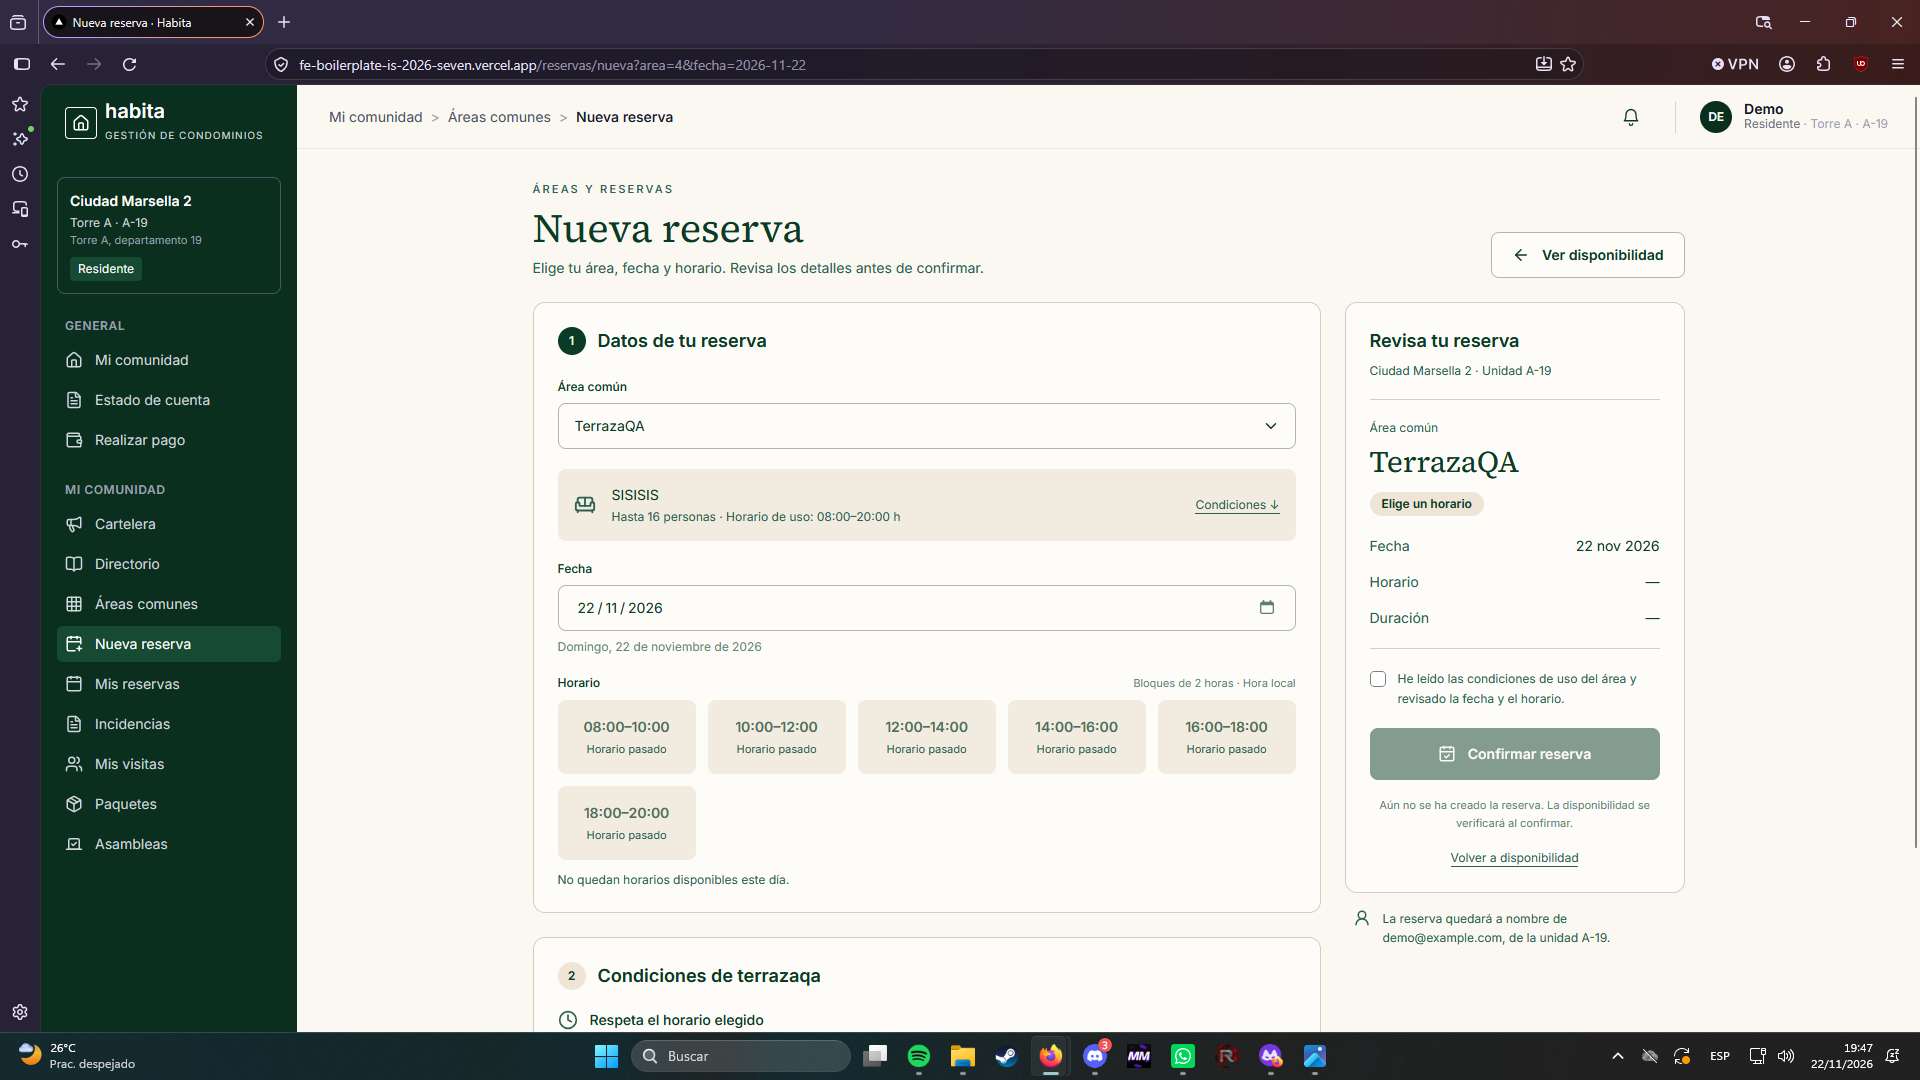 Nueva reserva · Habita
fe-boilerplate-is-2026-seven.vercel.app/reservas/nueva?area=4&fecha=2026-11-22
VPN
habita
GESTIÓN DE CONDOMINIOS
Ciudad Marsella 2
Torre A · A-19
Torre A, departamento 19
Residente
GENERAL
Mi comunidad
Estado de cuenta
Realizar pago
MI COMUNIDAD
Cartelera
Directorio
Áreas comunes
Nueva reserva
Mis reservas
Incidencias
Mis visitas
Paquetes
Asambleas
Mi comunidad > Áreas comunes > Nueva reserva
DE
Demo
Residente · Torre A · A-19
ÁREAS Y RESERVAS
Nueva reserva
Elige tu área, fecha y horario. Revisa los detalles antes de confirmar.
Ver disponibilidad
1 Datos de tu reserva
Área común
TerrazaQA
SISISIS
Hasta 16 personas · Horario de uso: 08:00–20:00 h
Condiciones ↓
Fecha
22 / 11 / 2026
Domingo, 22 de noviembre de 2026
Horario
Bloques de 2 horas · Hora local
08:00–10:00
Horario pasado
10:00–12:00
Horario pasado
12:00–14:00
Horario pasado
14:00–16:00
Horario pasado
16:00–18:00
Horario pasado
18:00–20:00
Horario pasado
No quedan horarios disponibles este día.
2 Condiciones de terrazaqa
Respeta el horario elegido
Revisa tu reserva
Ciudad Marsella 2 · Unidad A-19
Área común
TerrazaQA
Elige un horario
Fecha 22 nov 2026
Horario —
Duración —
He leído las condiciones de uso del área y
revisado la fecha y el horario.
Confirmar reserva
Aún no se ha creado la reserva. La disponibilidad se
verificará al confirmar.
Volver a disponibilidad
La reserva quedará a nombre de
demo@example.com, de la unidad A-19.
26°C
Prac. despejado
Buscar
3
MM
ESP
19:47
22/11/2026